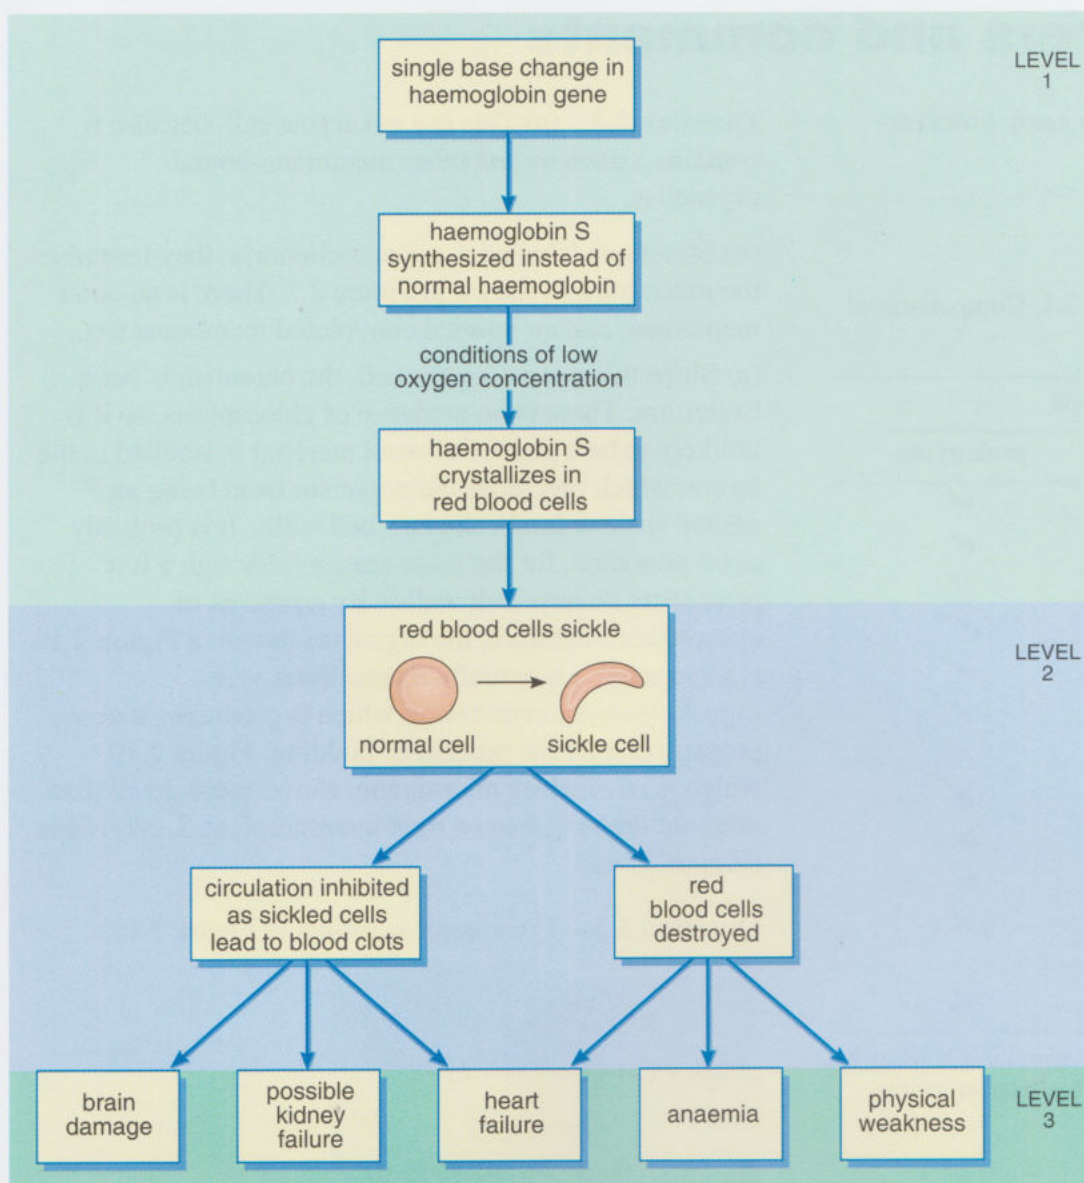 single base change in
haemoglobin gene
LEVEL
1
haemoglobin S
synthesized instead of
normal haemoglobin
conditions of low
oxygen concentration
haemoglobin S
crystallizes in
red blood cells
red blood cells sickle
normal cell
sickle cell
LEVEL
2
circulation inhibited
as sickled cells
lead to blood clots
red
blood cells
destroyed
brain
damage
possible
kidney
failure
heart
failure
anaemia
physical
weakness
LEVEL
3